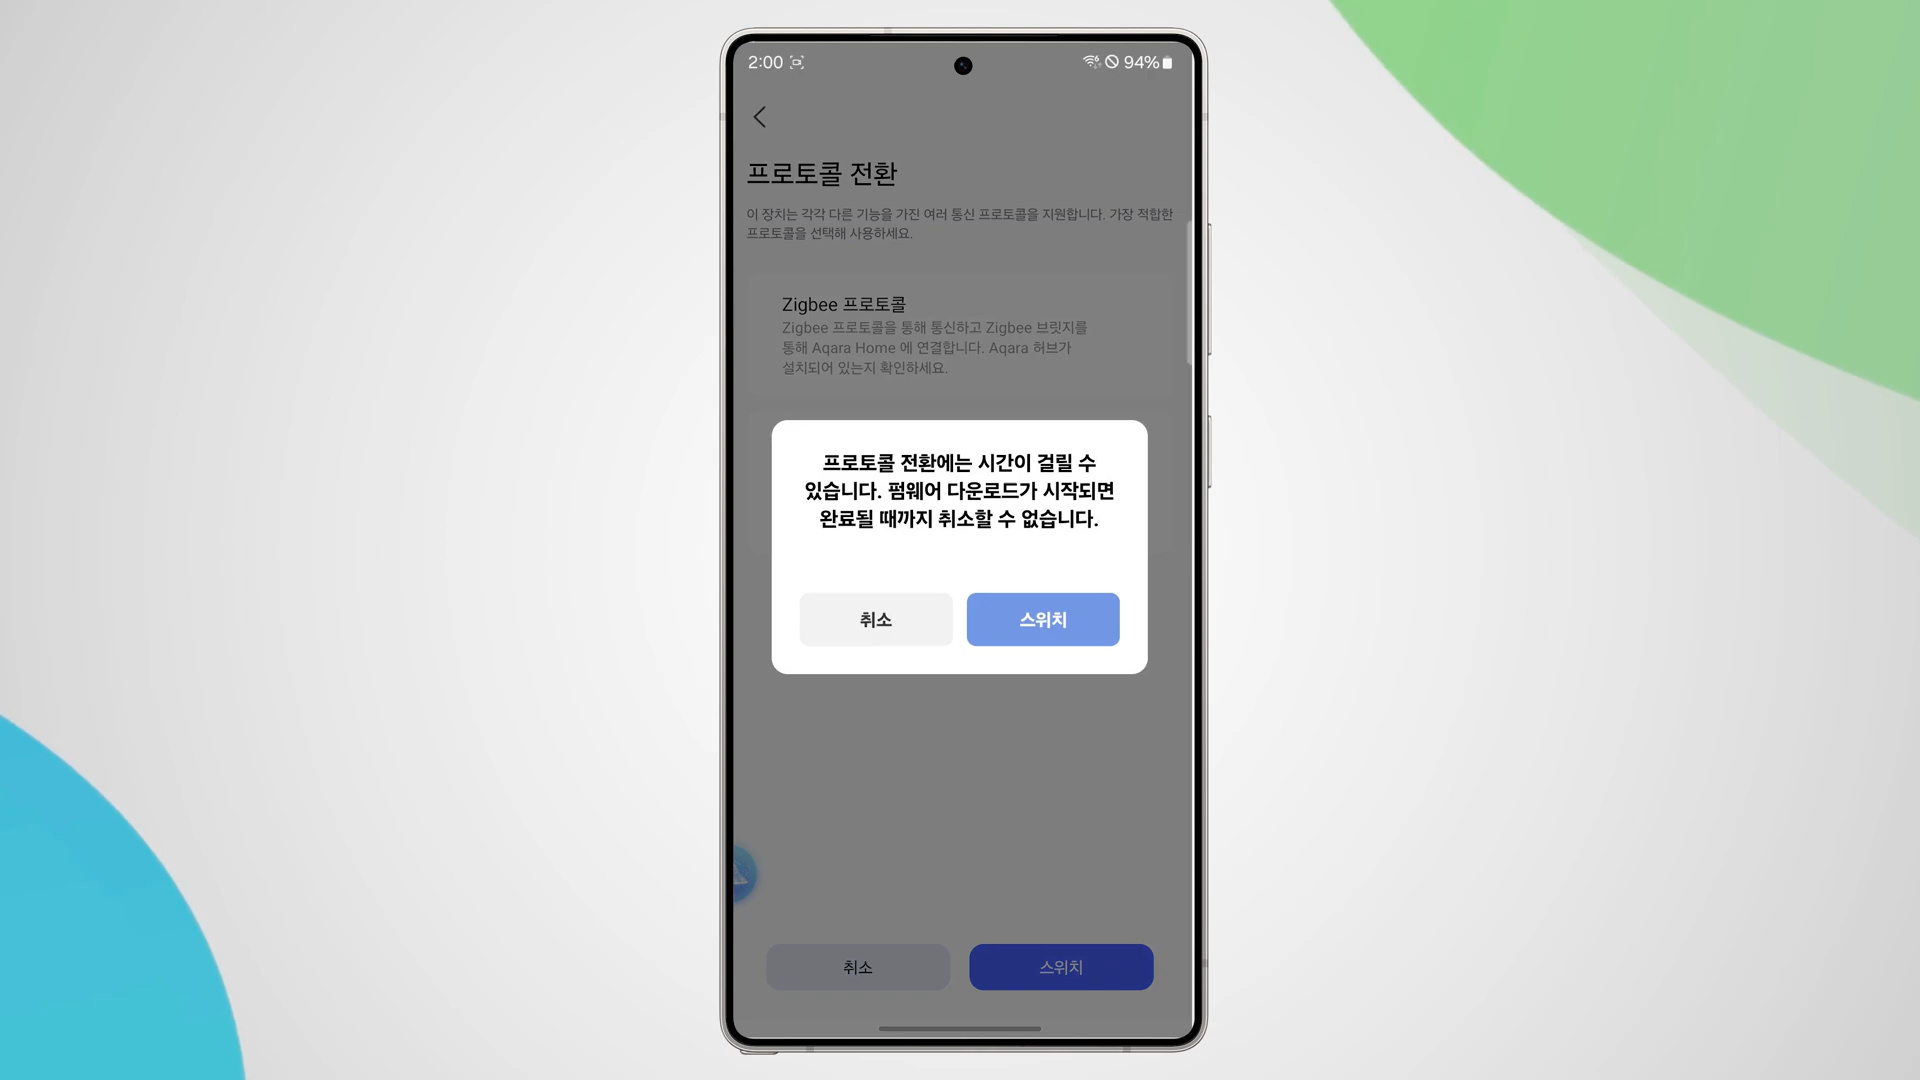 2:00
94%
프로토콜 전환
이 장치는 각각 다른 기능을 가진 여러 통신 프로토콜을 지원합니다. 가장 적합한
프로토콜을 선택해 사용하세요.
Zigbee 프로토콜
Zigbee 프로토콜을 통해 통신하고 Zigbee 브릿지를
통해 Aqara Home 에 연결합니다. Aqara 허브가
설치되어 있는지 확인하세요.
프로토콜 전환에는 시간이 걸릴 수
있습니다. 펌웨어 다운로드가 시작되면
완료될 때까지 취소할 수 없습니다.
취소
스위치
취소
스위치